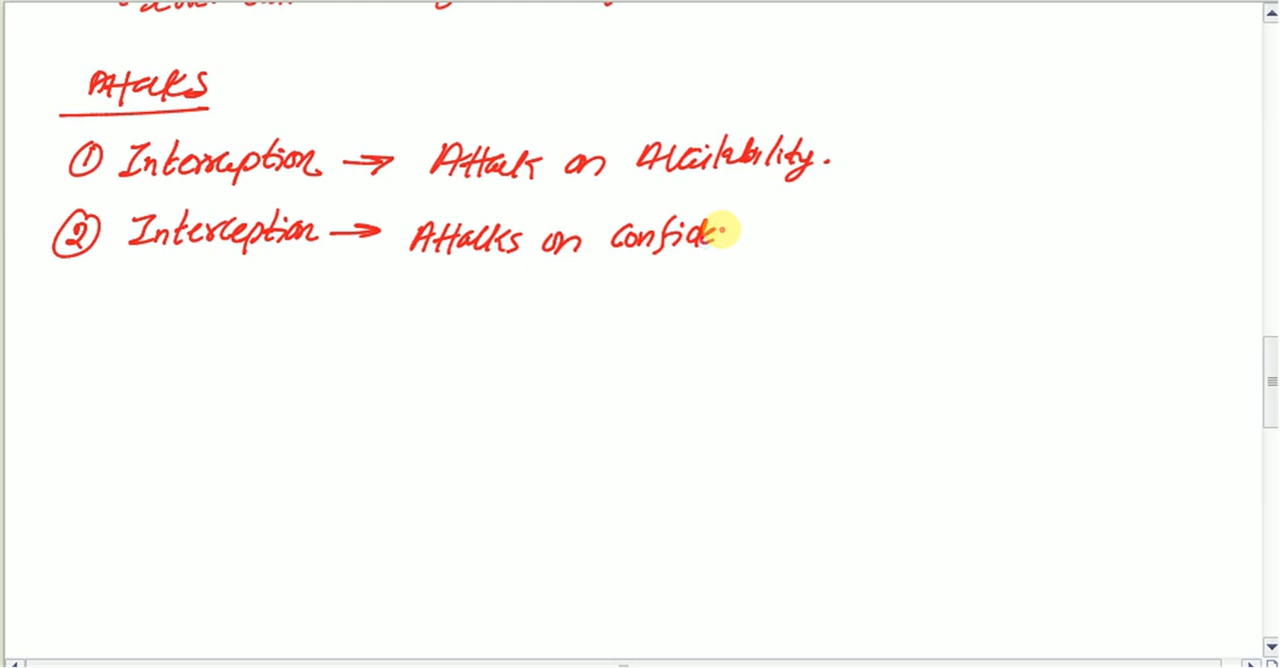 Attacks
① Interruption → Attack on Availability.
② Interception → Attacks on Confide